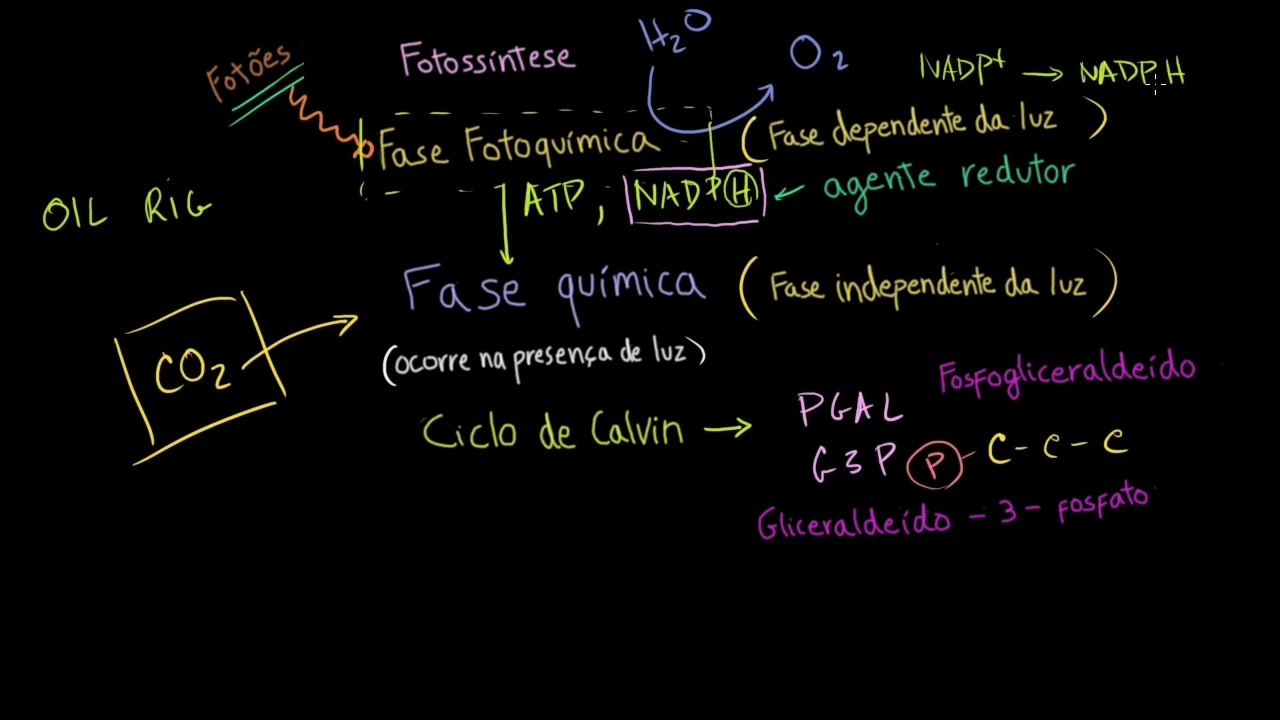 Fotões
Fotossíntese
H2O
O2
NADP+ → NADPH
Fase Fotoquímica (Fase dependente da luz)
ATP, NADPH ← agente redutor
OIL RIG
Fase química (Fase independente da luz)
(ocorre na presença de luz)
CO2
Ciclo de Calvin →
PGAL
Fosfogliceraldeído
G3P P - C - C - C
Gliceraldeído - 3 - fosfato